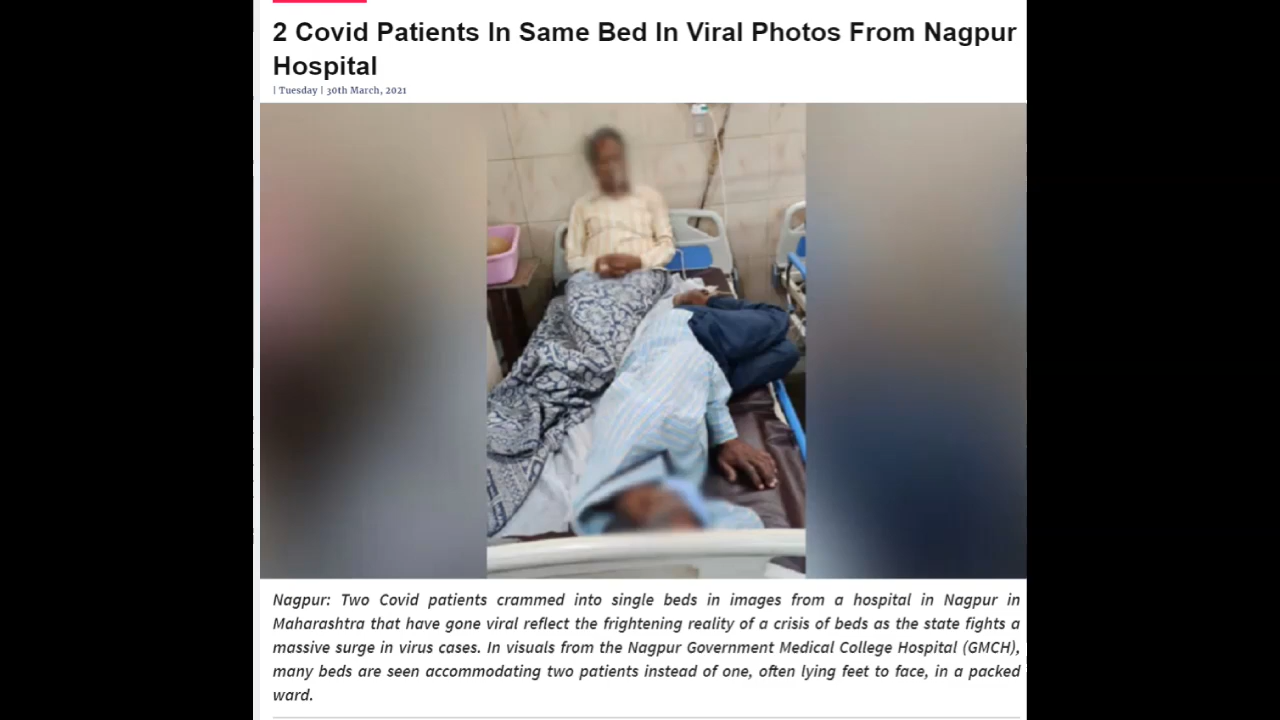 2 Covid Patients In Same Bed In Viral Photos From Nagpur
Hospital
| Tuesday | 30th March, 2021
Nagpur: Two Covid patients crammed into single beds in images from a hospital in Nagpur in
Maharashtra that have gone viral reflect the frightening reality of a crisis of beds as the state fights a
massive surge in virus cases. In visuals from the Nagpur Government Medical College Hospital (GMCH),
many beds are seen accommodating two patients instead of one, often lying feet to face, in a packed
ward.